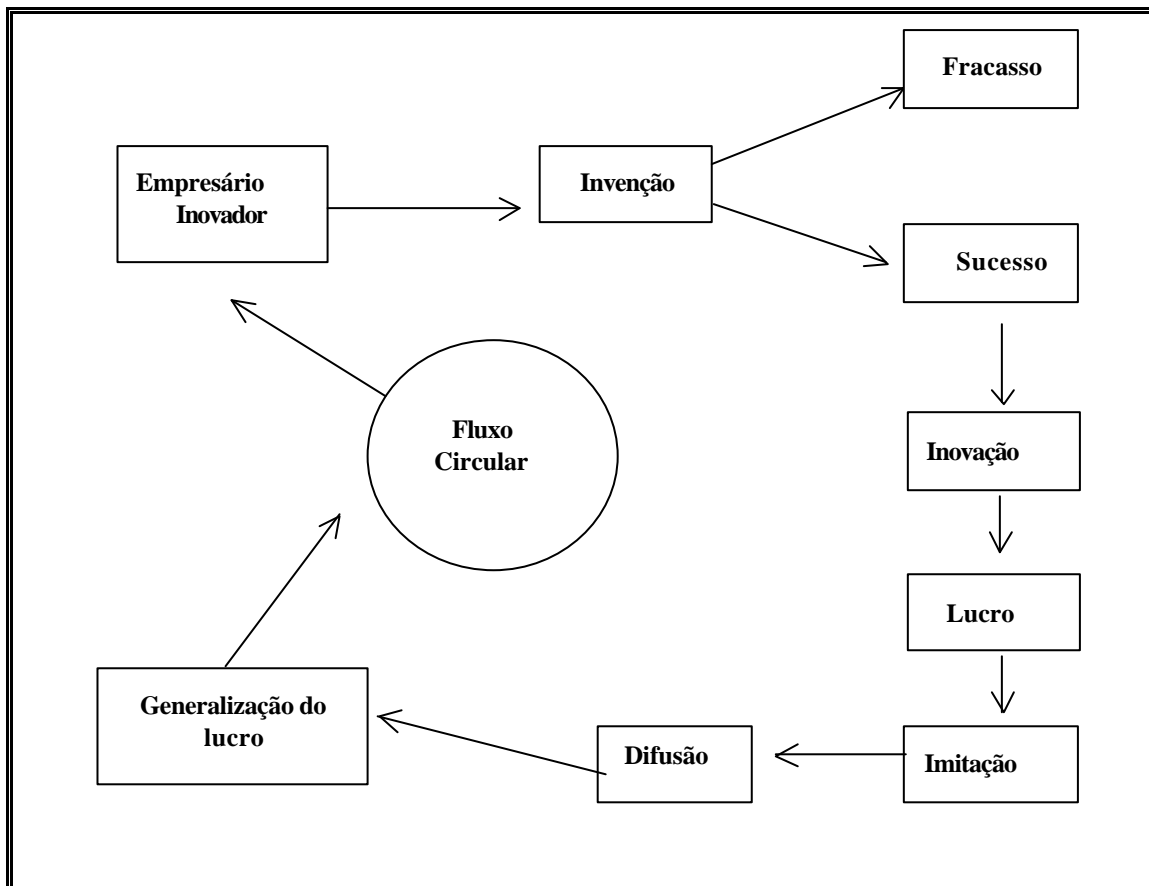 Fracasso
Empresário
Inovador
Invenção
Sucesso
Fluxo
Circular
Inovação
Lucro
Generalização do
lucro
Difusão
Imitação